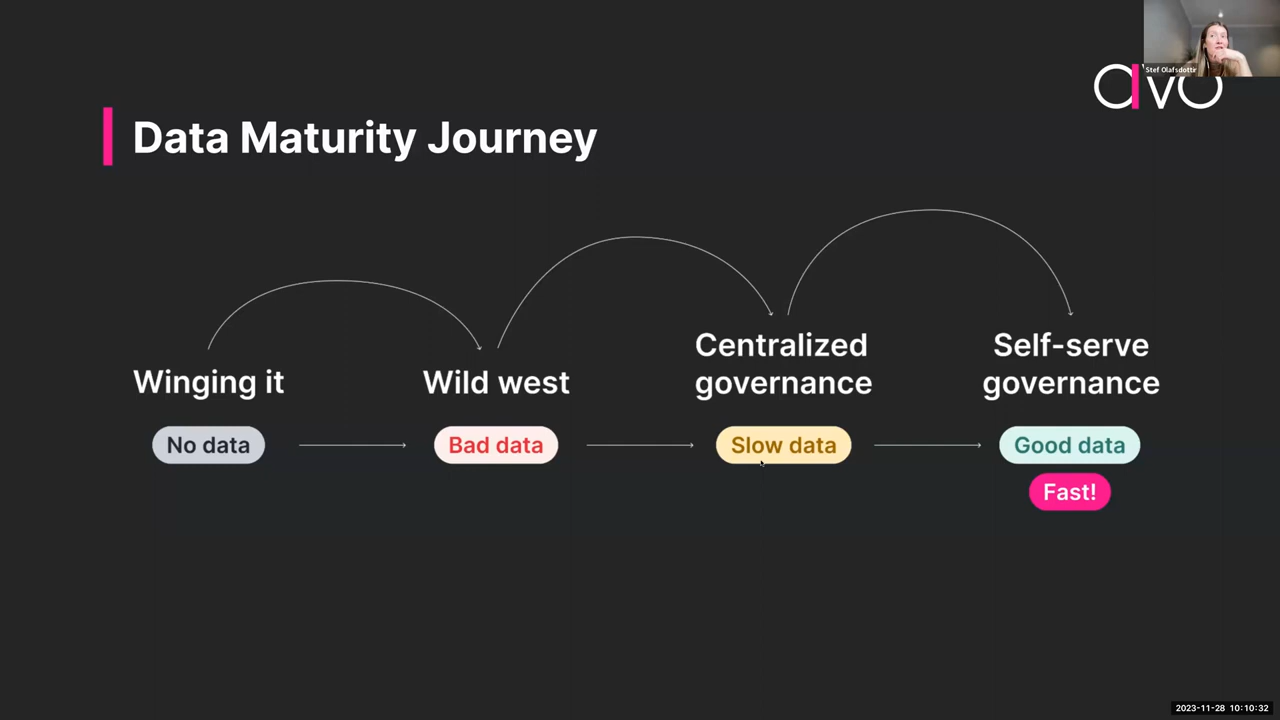 Stef Olafsdottir
avo
Data Maturity Journey
Winging it
Wild west
Centralized
governance
Self-serve
governance
No data
Bad data
Slow data
Good data
Fast!
2023-11-28 10:10:32